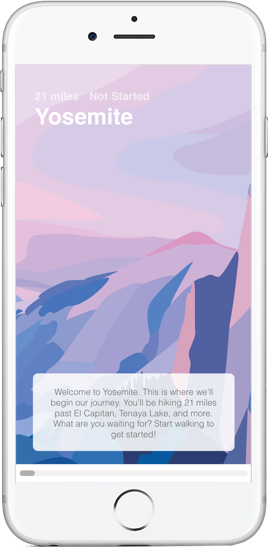 21 miles Not Started
Yosemite
Welcome to Yosemite. This is where we'll
begin our journey. You'll be hiking 21 miles
past El Capitan, Tenaya Lake, and more.
What are you waiting for? Start walking to
get started!